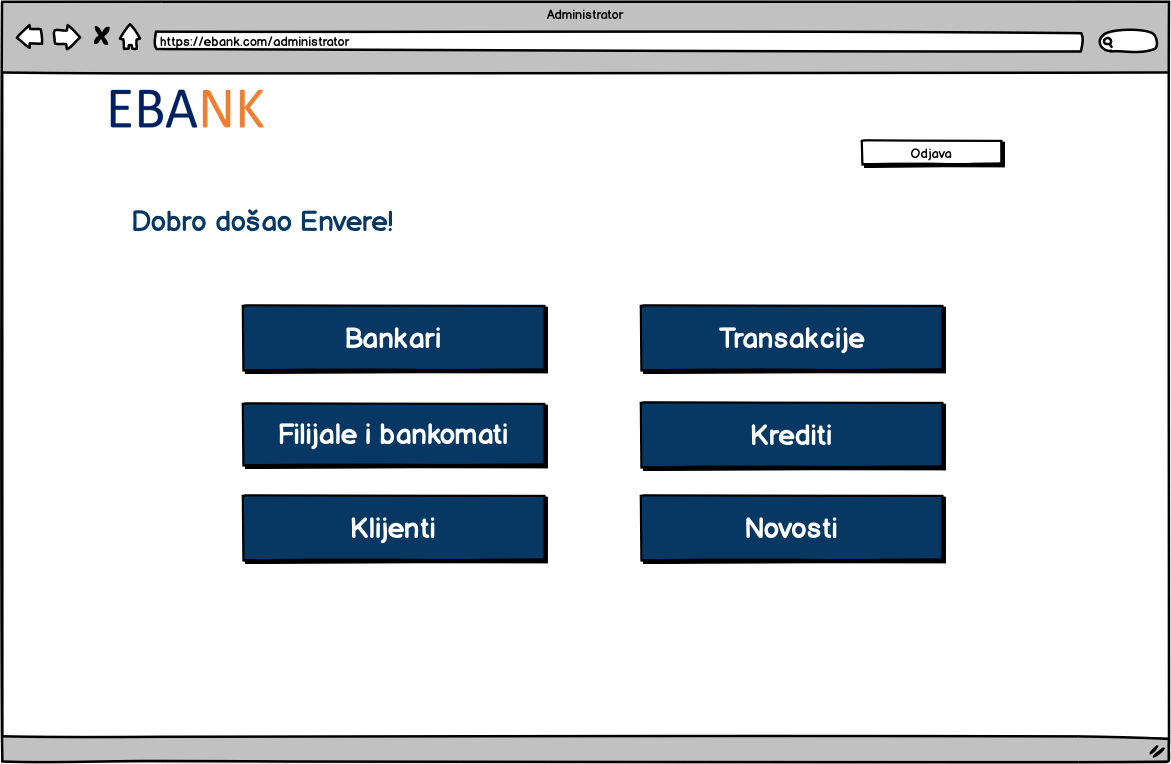 Administrator
https://ebank.com/administrator
EBANK
Odjava
Dobro došao Envere!
Bankari
Transakcije
Filijale i bankomati
Krediti
Klijenti
Novosti